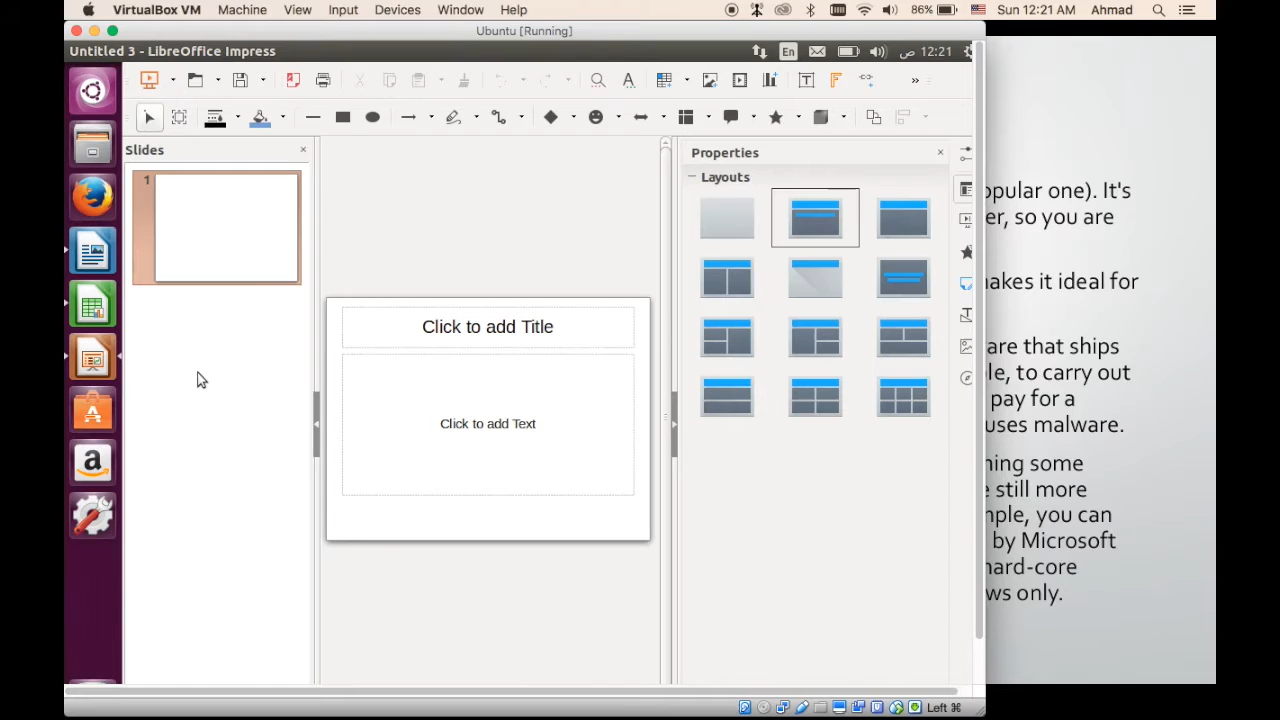 VirtualBox VM Machine View Input Devices Window Help 86% Sun 12:21 AM Ahmad
Ubuntu [Running]
Untitled 3 - LibreOffice Impress En 12:21 ص
Slides
1
Click to add Title
Click to add Text
Properties
Layouts
opular one). It's
er, so you are
nakes it ideal for
are that ships
le, to carry out
pay for a
uses malware.
ning some
e still more
mple, you can
by Microsoft
hard-core
ws only.
Left ⌘